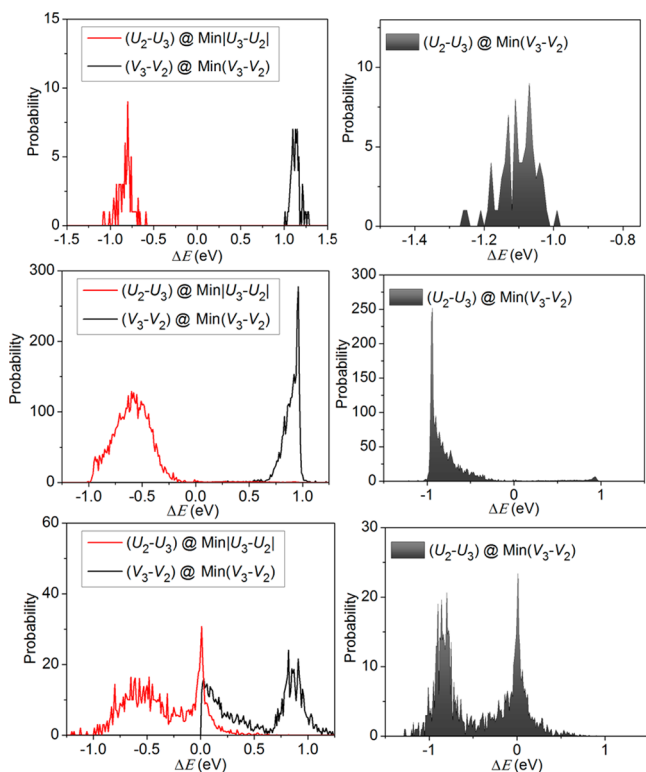 15
10
5
0
Probability
(U2-U3) @ Min|U3-U2|
(V3-V2) @ Min(V3-V2)
-1.5 -1.0 -0.5 0.0 0.5 1.0 1.5
ΔE (eV)
15
10
5
0
Probability
(U2-U3) @ Min(V3-V2)
-1.4 -1.2 -1.0 -0.8
ΔE (eV)
300
200
100
0
Probability
(U2-U3) @ Min|U3-U2|
(V3-V2) @ Min(V3-V2)
-1.0 -0.5 0.0 0.5 1.0
ΔE (eV)
300
250
200
150
100
50
0
Probability
(U2-U3) @ Min(V3-V2)
-1 0 1
ΔE (eV)
60
40
20
0
Probability
(U2-U3) @ Min|U3-U2|
(V3-V2) @ Min(V3-V2)
-1.0 -0.5 0.0 0.5 1.0
ΔE (eV)
30
20
10
0
Probability
(U2-U3) @ Min(V3-V2)
-1 0 1
ΔE (eV)